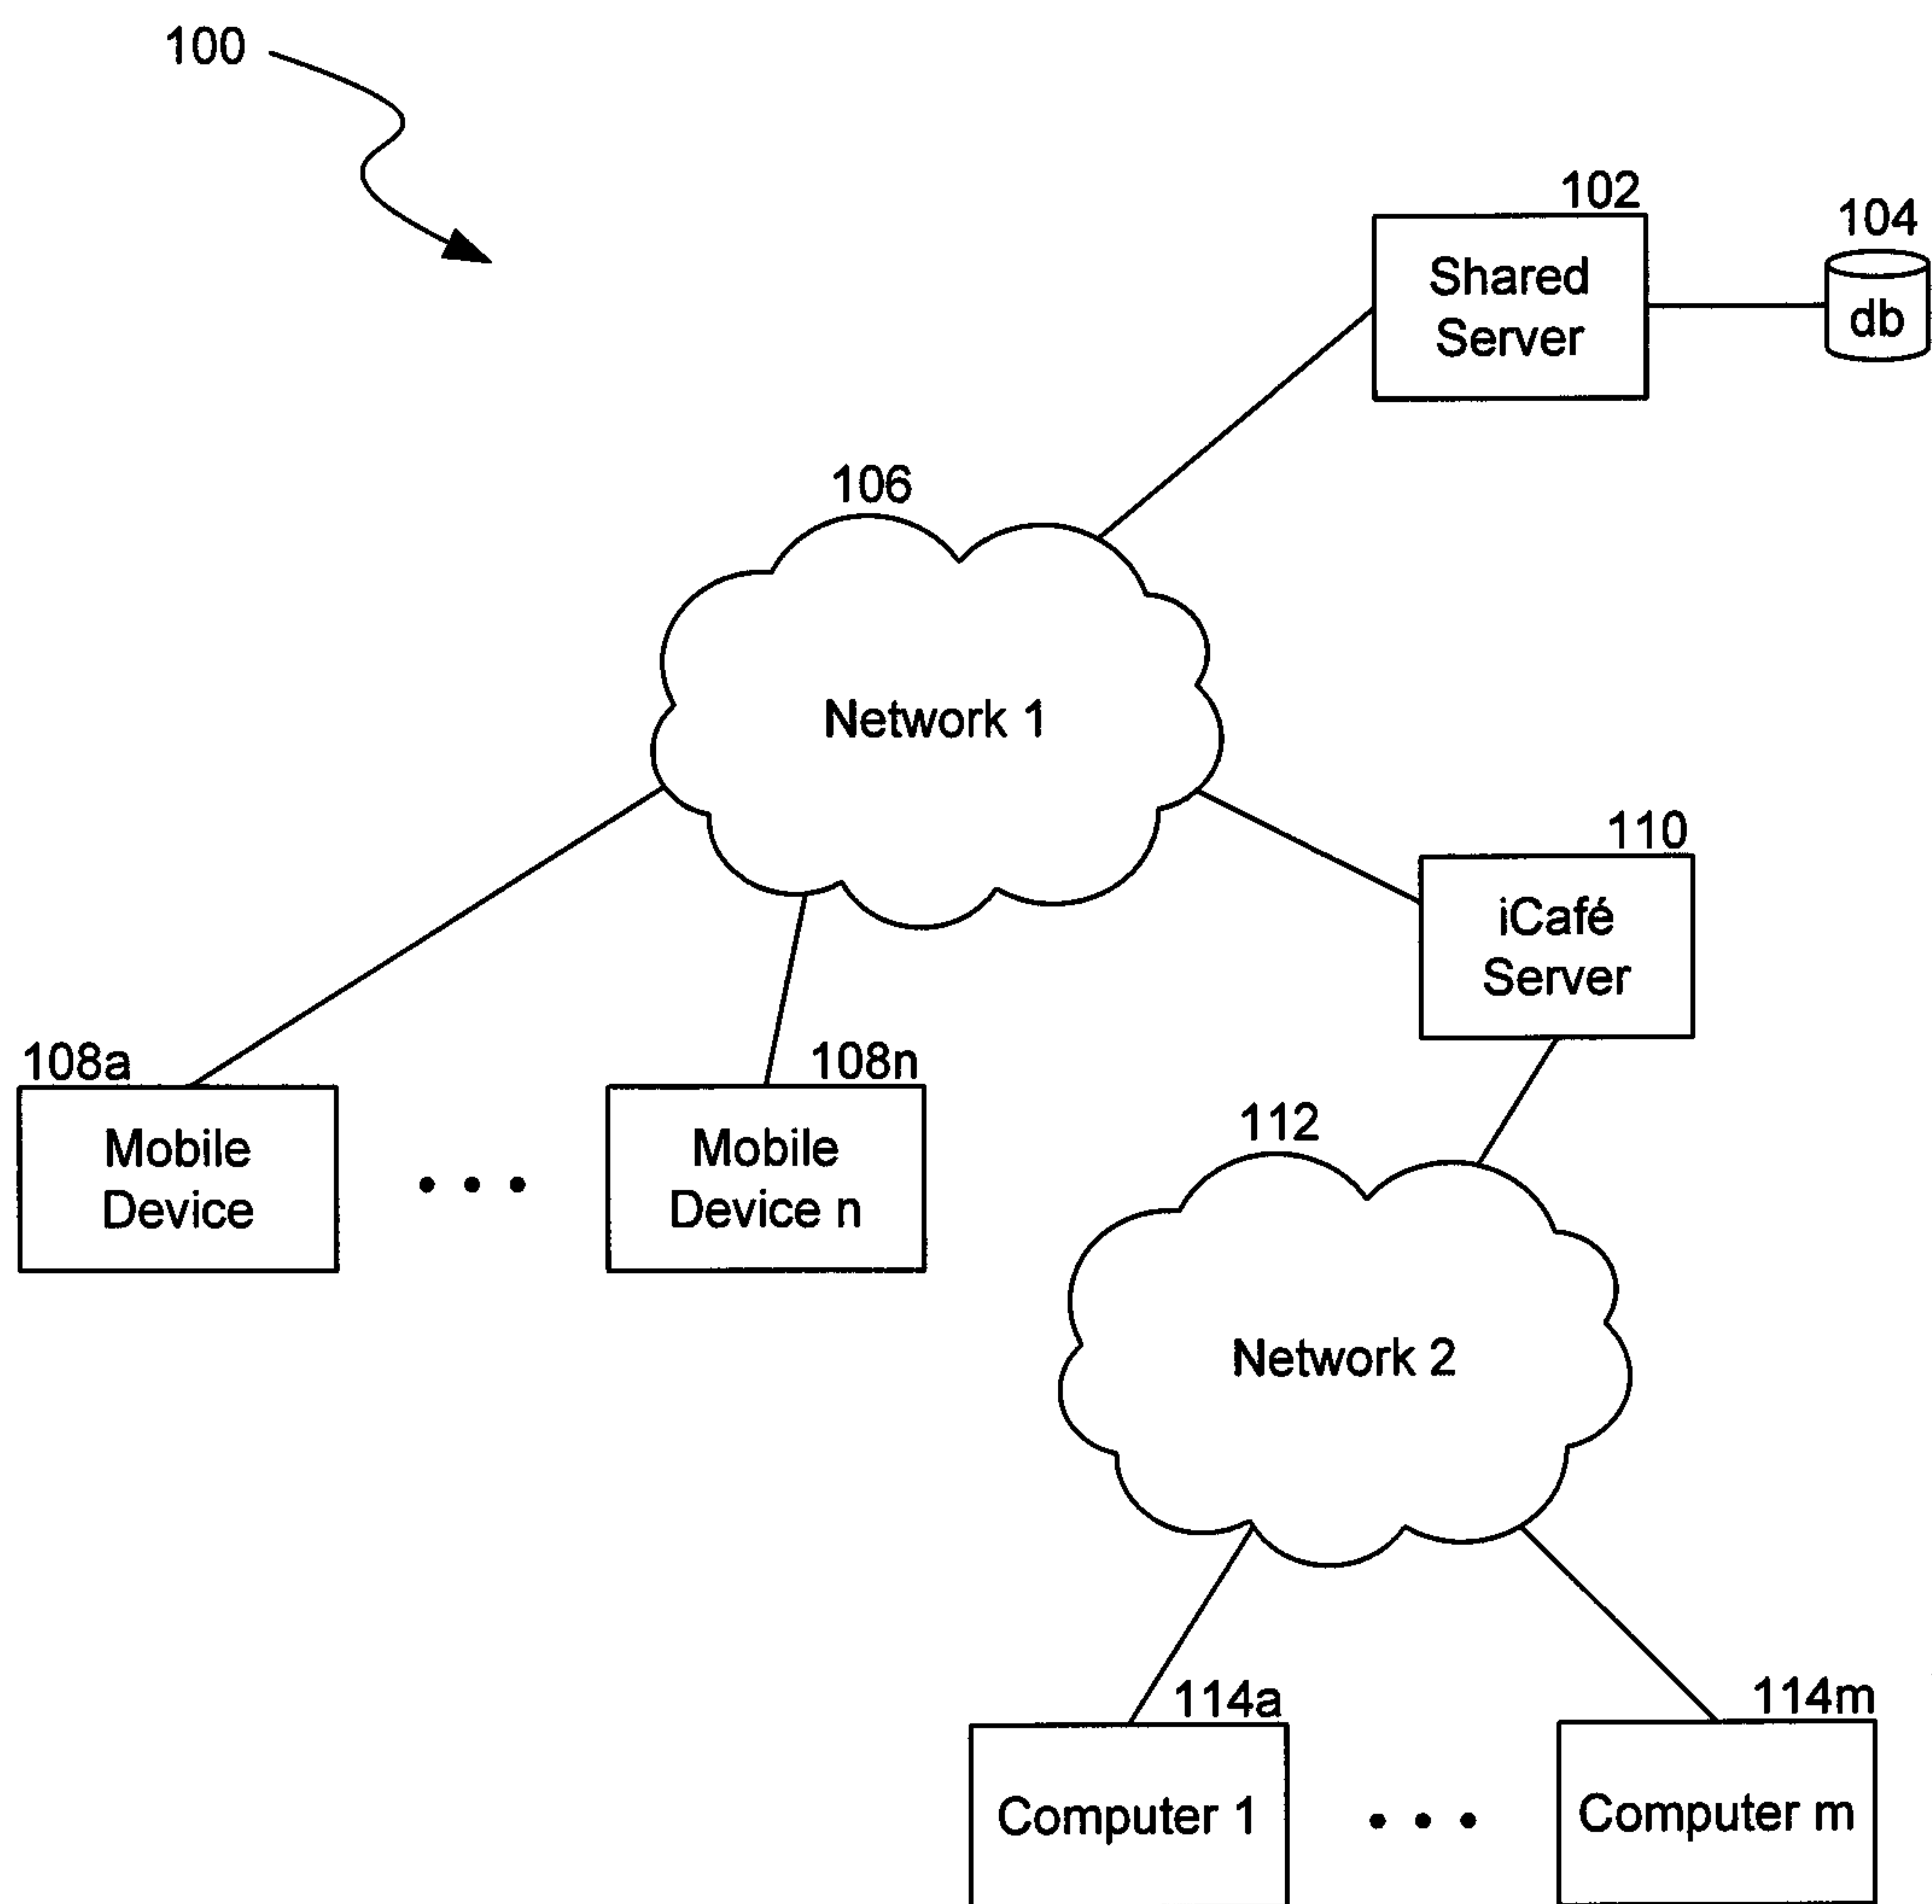 100
102
104
Shared
Server
db
106
Network 1
110
iCafé
Server
108a
108n
Mobile
Device
Mobile
Device n
112
Network 2
114a
114m
Computer 1
Computer m